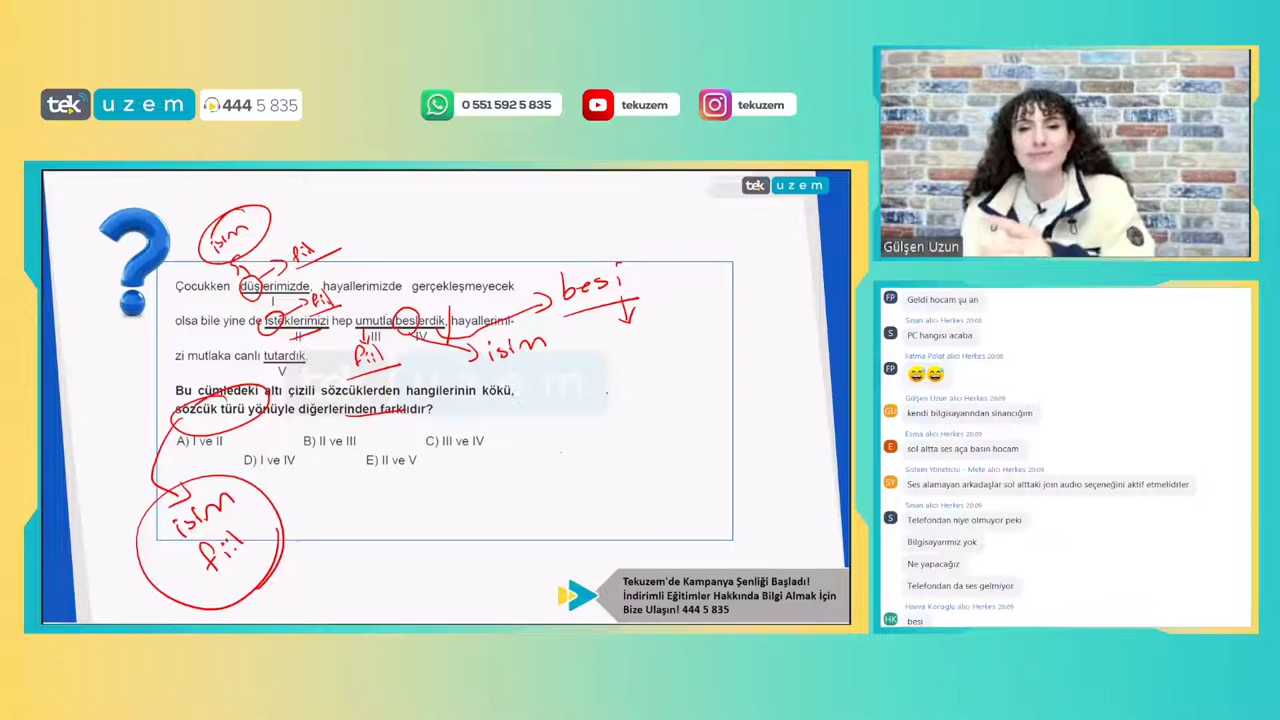 tek uzem 444 5 835
0 551 592 5 835
tekuzem
tekuzem
tek uzem
isim
fiil
Çocukken düşlerimizde, hayallerimizde gerçekleşmeyecek
I
fiil
besi
olsa bile yine de isteklerimizi hep umutla beslerdik, hayallerimi-
II III IV
isim
fiil
zi mutlaka canlı tutardık.
V
Bu cümledeki altı çizili sözcüklerden hangilerinin kökü,
sözcük türü yönüyle diğerlerinden farklıdır?
A) I ve II B) II ve III C) III ve IV
D) I ve IV E) II ve V
isim
fiil
Tekuzem'de Kampanya Şenliği Başladı!
İndirimli Eğitimler Hakkında Bilgi Almak İçin
Bize Ulaşın! 444 5 835
Gülşen Uzun
FP Geldi hocam şu an
Sinan alıcı Herkes 20:08
S PC hangisi acaba
Fatma Polat alıcı Herkes 20:08
FP
Gülşen Uzun alıcı Herkes 20:09
GU kendi bilgisayarından sinancığım
Esma alıcı Herkes 20:09
E sol altta ses aça basın hocam
Sistem Yöneticisi - Mete alıcı Herkes 20:09
SY Ses alamayan arkadaşlar sol alttaki join audio seçeneğini aktif etmelidirler
Sinan alıcı Herkes 20:09
S Telefondan niye olmuyor peki
Bilgisayarımız yok
Ne yapacağız
Telefondan da ses gelmiyor
Havva Koroglu alıcı Herkes 20:09
HK besi